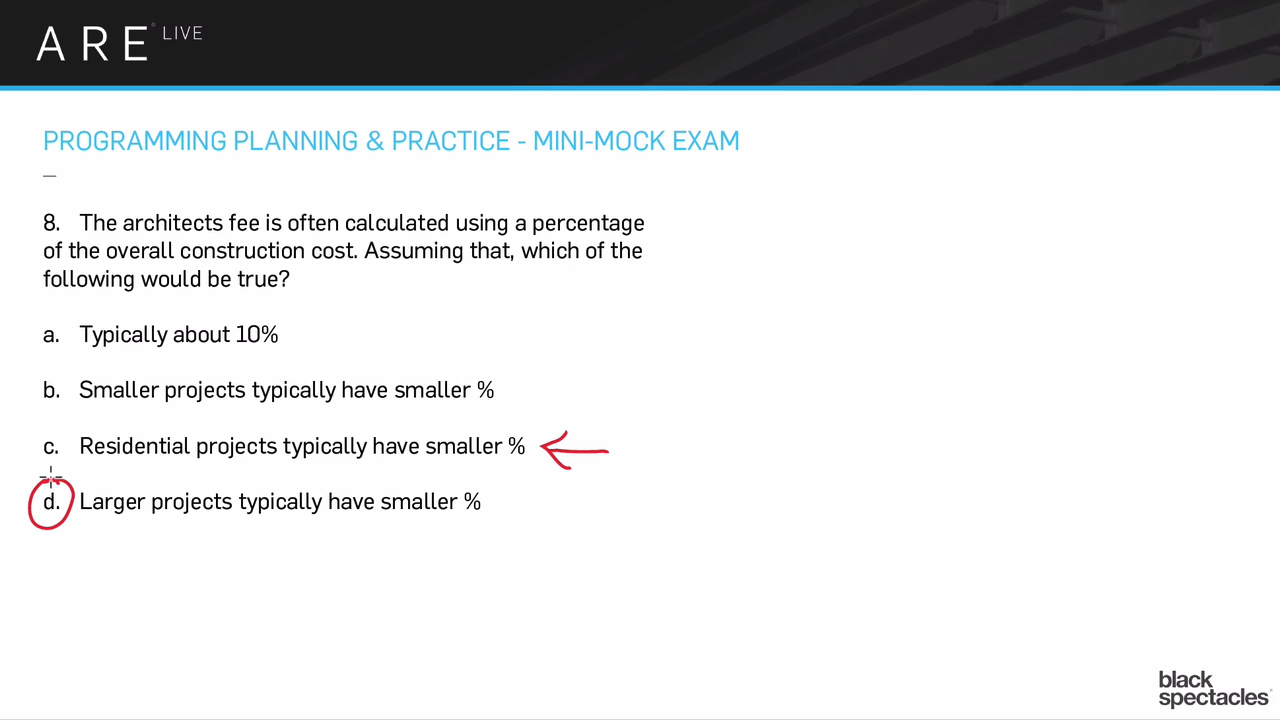 ARE LIVE
PROGRAMMING PLANNING & PRACTICE - MINI-MOCK EXAM
8. The architects fee is often calculated using a percentage
of the overall construction cost. Assuming that, which of the
following would be true?
a. Typically about 10%
b. Smaller projects typically have smaller %
c. Residential projects typically have smaller %
d. Larger projects typically have smaller %
black
spectacles